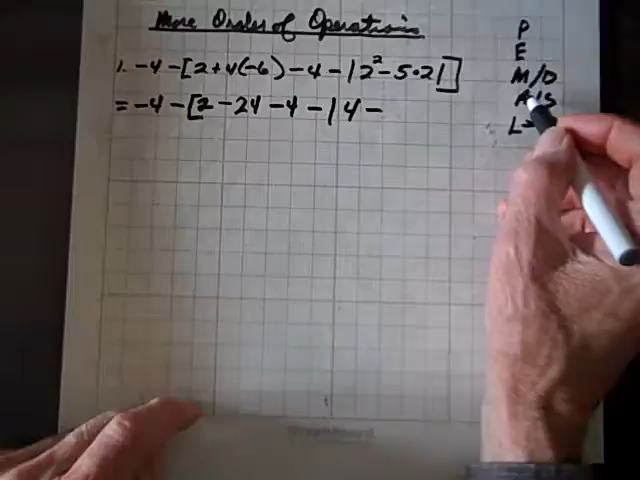 More Order of Operations
1. -4 - [2 + 4(-6) - 4 - |2² - 5·2|]
= -4 - [2 - 24 - 4 - |4 -
P
E
M/D
A/S
L